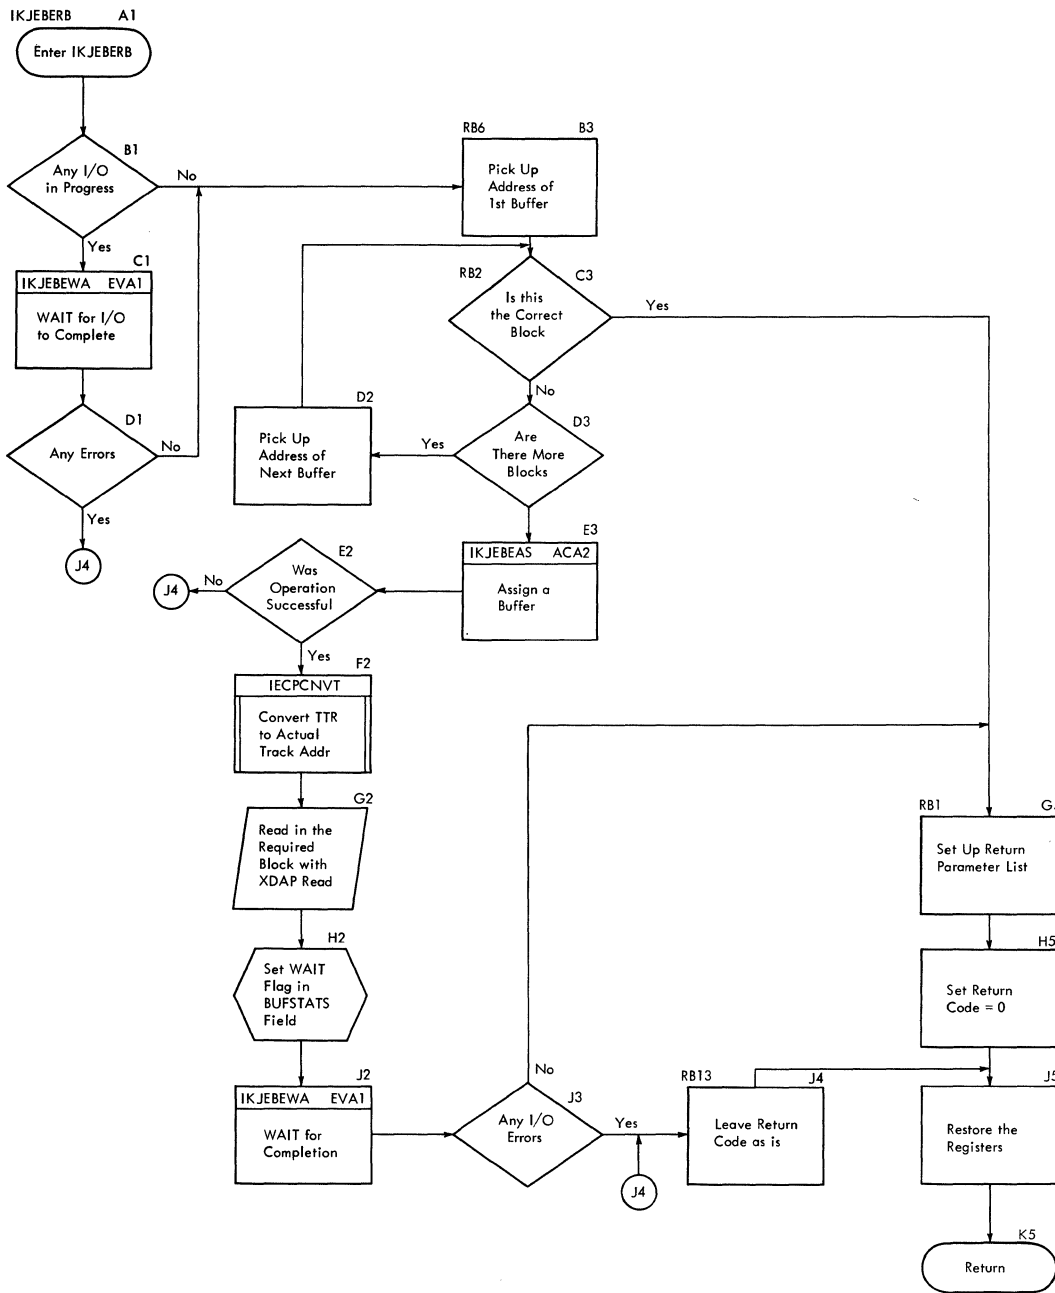 IKJEBERB A1
Enter IKJEBERB
B1
Any I/O
in Progress
No
Yes
RB6 B3
Pick Up
Address of
1st Buffer
C1
IKJEBEWA EVA1
WAIT for I/O
to Complete
RB2 C3
Is this
the Correct
Block
Yes
No
D1
Any Errors
No
Yes
J4
D2
Pick Up
Address of
Next Buffer
Yes
D3
Are
There More
Blocks
E3
IKJEBEAS ACA2
Assign a
Buffer
E2
Was
Operation
Successful
No
J4
Yes
F2
IECPCNVT
Convert TTR
to Actual
Track Addr
G2
Read in the
Required
Block with
XDAP Read
RB1
Set Up Return
Parameter List
H2
Set WAIT
Flag in
BUFSTATS
Field
H5
Set Return
Code = 0
J2
IKJEBEWA EVA1
WAIT for
Completion
No
J3
Any I/O
Errors
Yes
J4
RB13 J4
Leave Return
Code as is
J5
Restore the
Registers
K5
Return